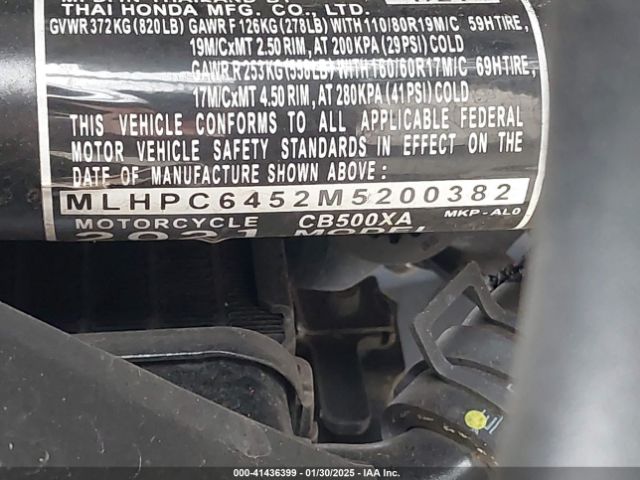 THAI HONDA MFG. CO., LTD.
GVWR 372KG (820LB) GAWR F 126KG (278LB) WITH 110/80R19M/C 59H TIRE,
19M/CxMT 2.50 RIM, AT 200KPA (29PSI) COLD
GAWR R 253KG (558LB) WITH 160/60R17M/C 69H TIRE,
17M/CxMT 4.50 RIM, AT 280KPA (41PSI) COLD
THIS VEHICLE CONFORMS TO ALL APPLICABLE FEDERAL
MOTOR VEHICLE SAFETY STANDARDS IN EFFECT ON THE
DATE OF MANUFACTURE SHOWN ABOVE:
MLHPC6452M5200382
MOTORCYCLE CB500XA MKP-AL0
2021 MODEL
000-41436399 - 01/30/2025 - IAA